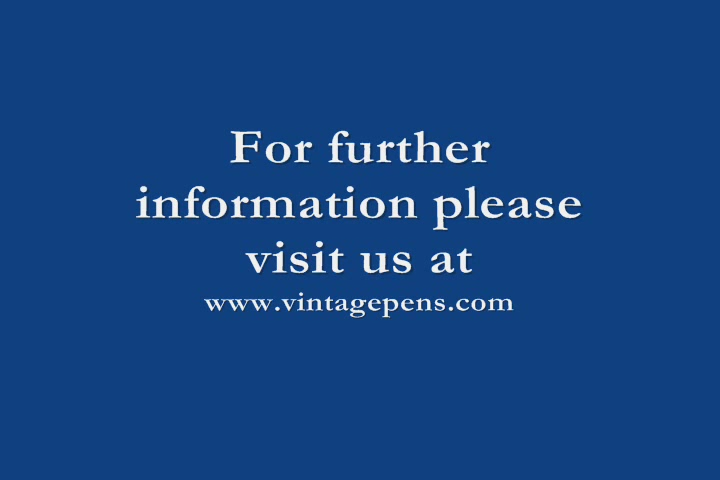 For further
information please
visit us at
www.vintagepens.com